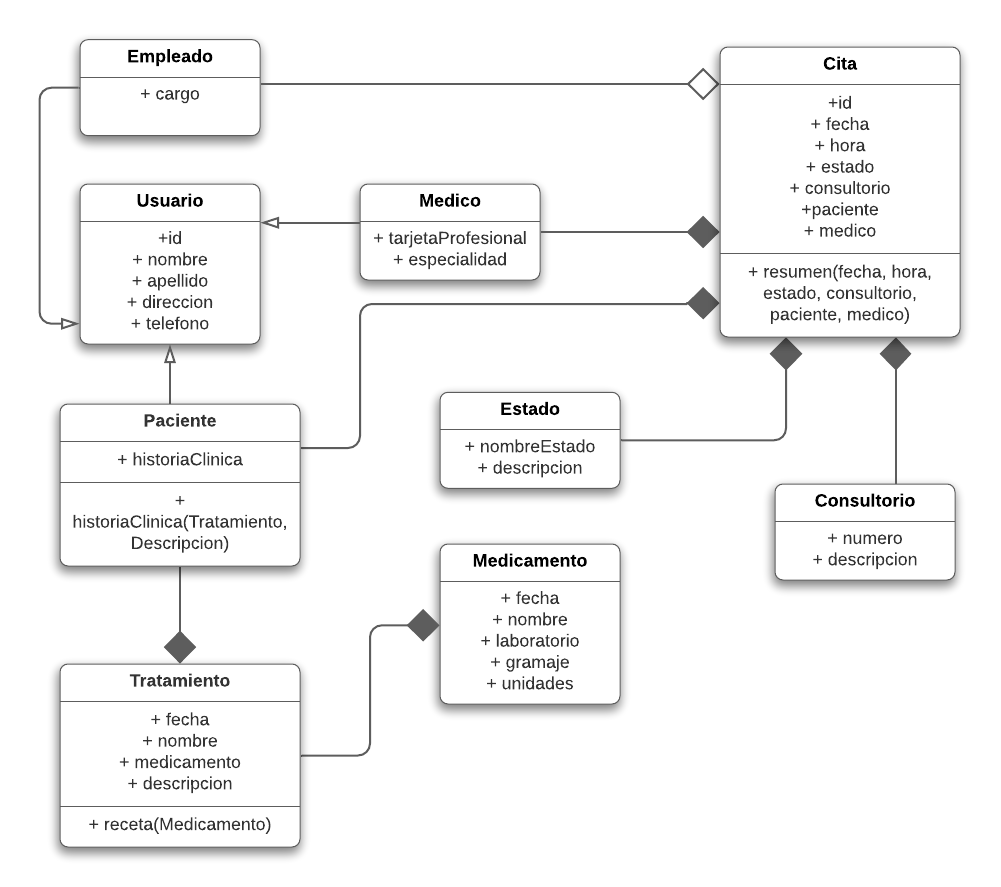 Empleado
+ cargo
Cita
+id
+ fecha
+ hora
+ estado
+ consultorio
+paciente
+ medico
+ resumen(fecha, hora,
estado, consultorio,
paciente, medico)
Usuario
+id
+ nombre
+ apellido
+ direccion
+ telefono
Medico
+ tarjetaProfesional
+ especialidad
Paciente
+ historiaClinica
+
historiaClinica(Tratamiento,
Descripcion)
Estado
+ nombreEstado
+ descripcion
Consultorio
+ numero
+ descripcion
Medicamento
+ fecha
+ nombre
+ laboratorio
+ gramaje
+ unidades
Tratamiento
+ fecha
+ nombre
+ medicamento
+ descripcion
+ receta(Medicamento)